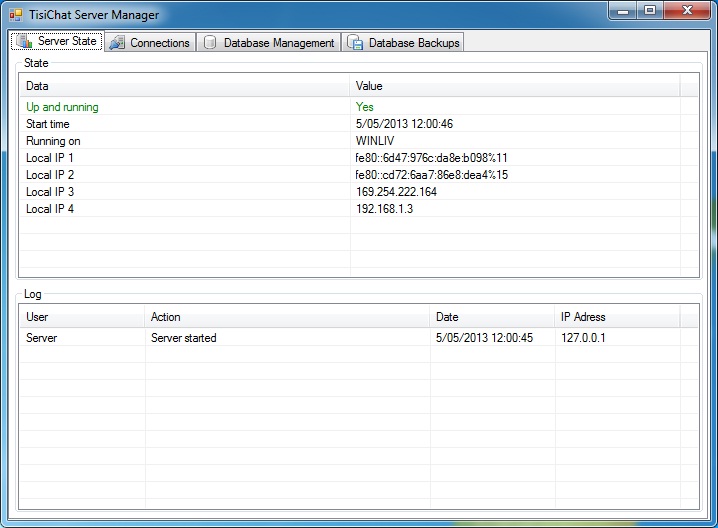 TisiChat Server Manager
Server State Connections Database Management Database Backups
State
Data Value
Up and running Yes
Start time 5/05/2013 12:00:46
Running on WINLIV
Local IP 1 fe80::6d47:976c:da8e:b098%11
Local IP 2 fe80::cd72:6aa7:86e8:dea4%15
Local IP 3 169.254.222.164
Local IP 4 192.168.1.3
Log
User Action Date IP Adress
Server Server started 5/05/2013 12:00:45 127.0.0.1